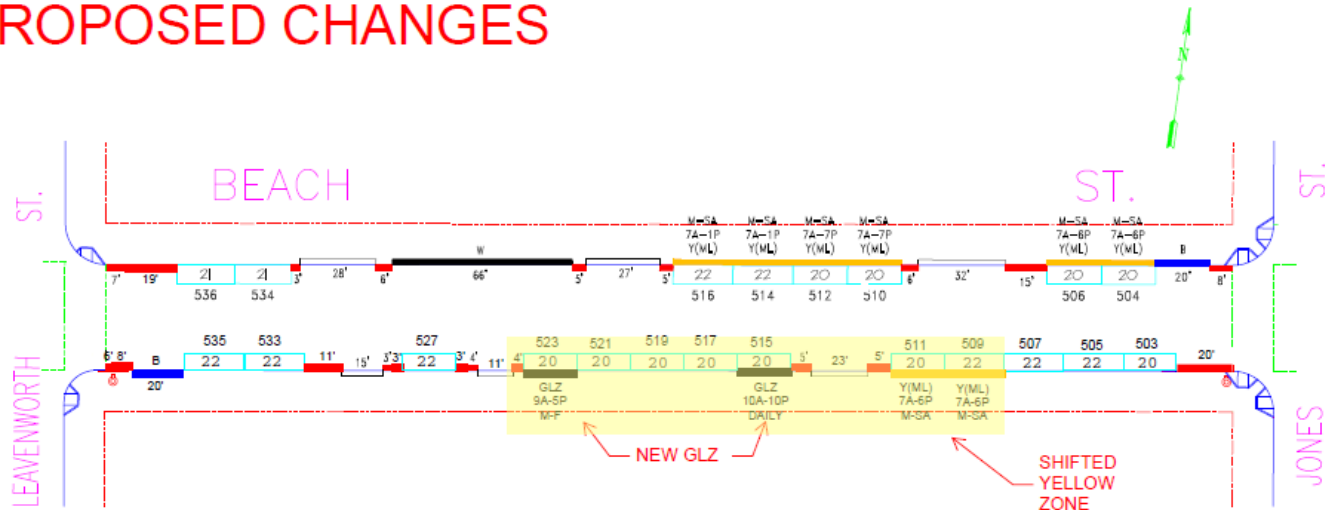 ROPOSED CHANGES
N
BEACH ST.
ST. ST.
M-SA M-SA M-SA M-SA M-SA M-SA
7A-1P 7A-1P 7A-7P 7A-7P 7A-6P 7A-6P
W Y(ML) Y(ML) Y(ML) Y(ML) Y(ML) Y(ML) B
7' 19' 21 21 3' 28' 6' 66" 5' 27' 5' 22 22 20 20 6' 32' 15' 20 20 20" 8'
536 534 516 514 512 510 506 504
535 533 527 523 521 519 517 515 511 509 507 505 503
6' 8' B 22 22 11' 15' 3' 3' 22 3' 4' 11' 4' 20 20 20 20 20 5' 23' 5' 20 22 22 22 20 20'
20'
GLZ GLZ Y(ML) Y(ML)
9A-5P 10A-10P 7A-6P 7A-6P
M-F DAILY M-SA M-SA
LEAVENWORTH
JONES
NEW GLZ
SHIFTED
YELLOW
ZONE